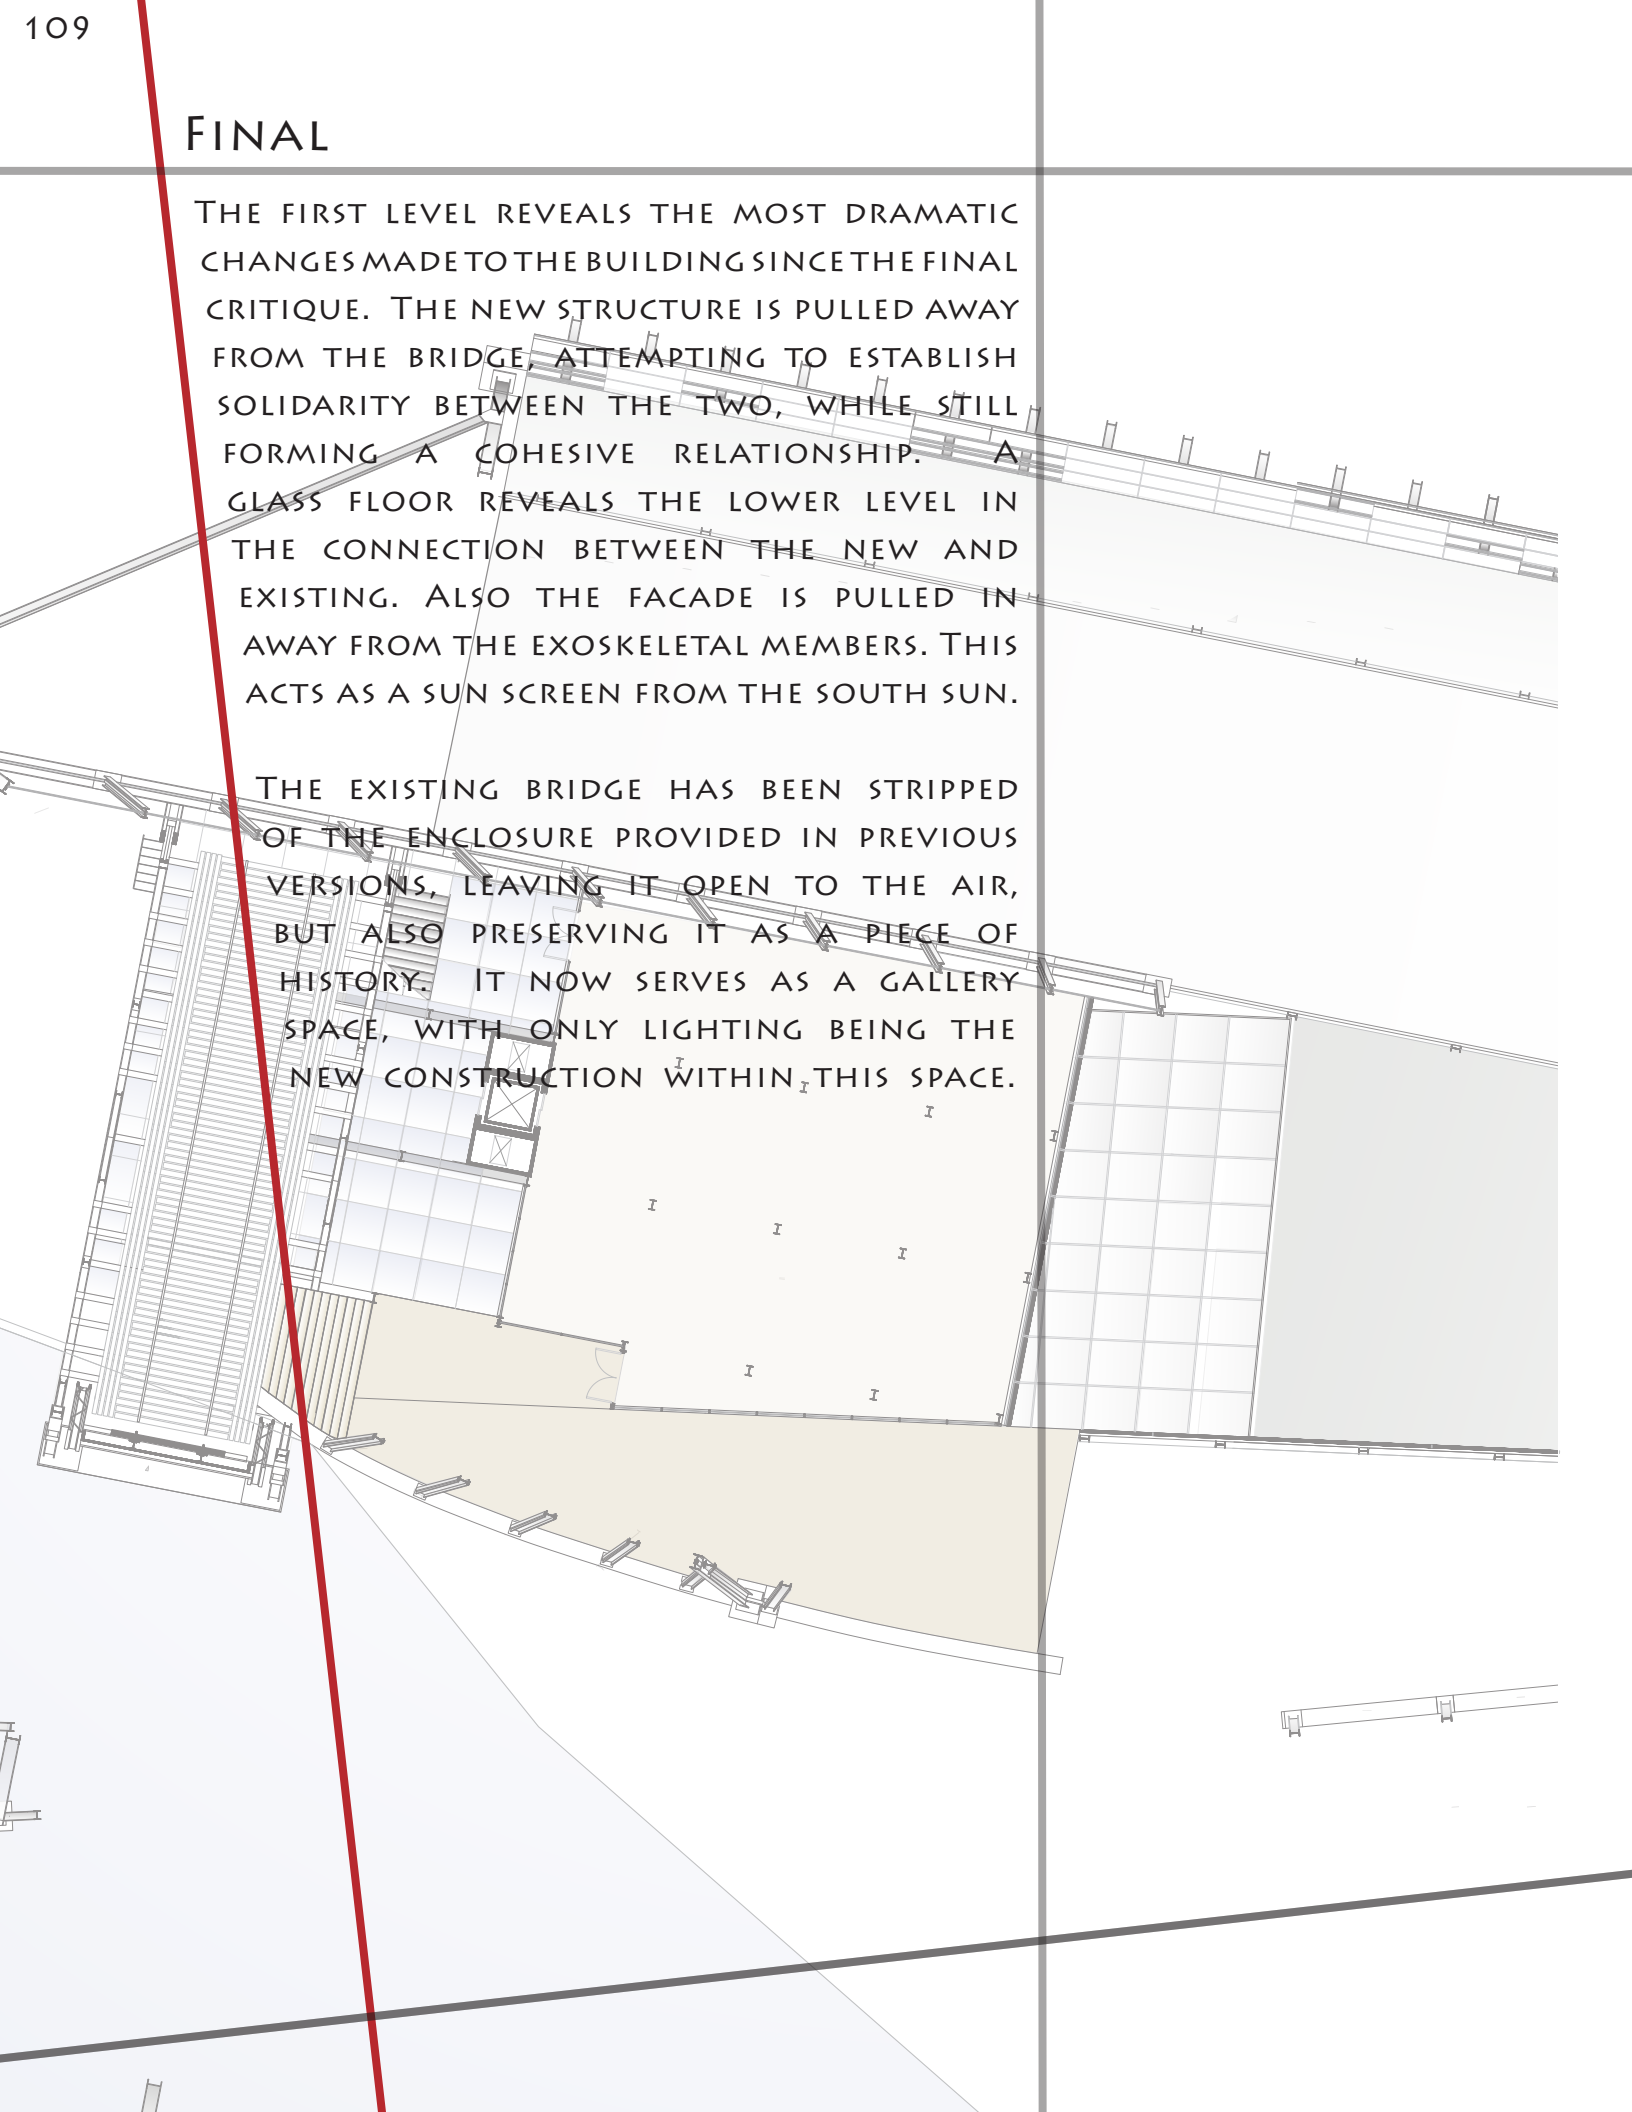 109
Final
The first level reveals the most dramatic
changes made to the building since the final
critique. The new structure is pulled away
from the bridge, attempting to establish
solidarity between the two, while still
forming a cohesive relationship. A
glass floor reveals the lower level in
the connection between the new and
existing. Also the facade is pulled in
away from the exoskeletal members. This
acts as a sun screen from the south sun.
The existing bridge has been stripped
of the enclosure provided in previous
versions, leaving it open to the air,
but also preserving it as a piece of
history. It now serves as a gallery
space, with only lighting being the
new construction within this space.